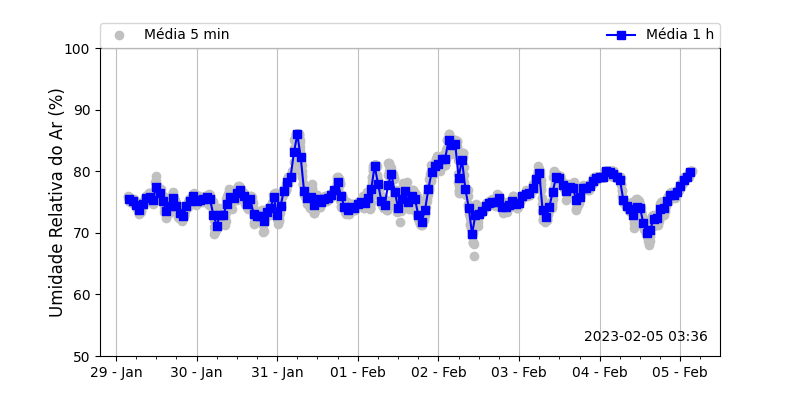 Média 5 min
Média 1 h
Umidade Relativa do Ar (%)
100
90
80
70
60
50
2023-02-05 03:36
29 - Jan
30 - Jan
31 - Jan
01 - Feb
02 - Feb
03 - Feb
04 - Feb
05 - Feb